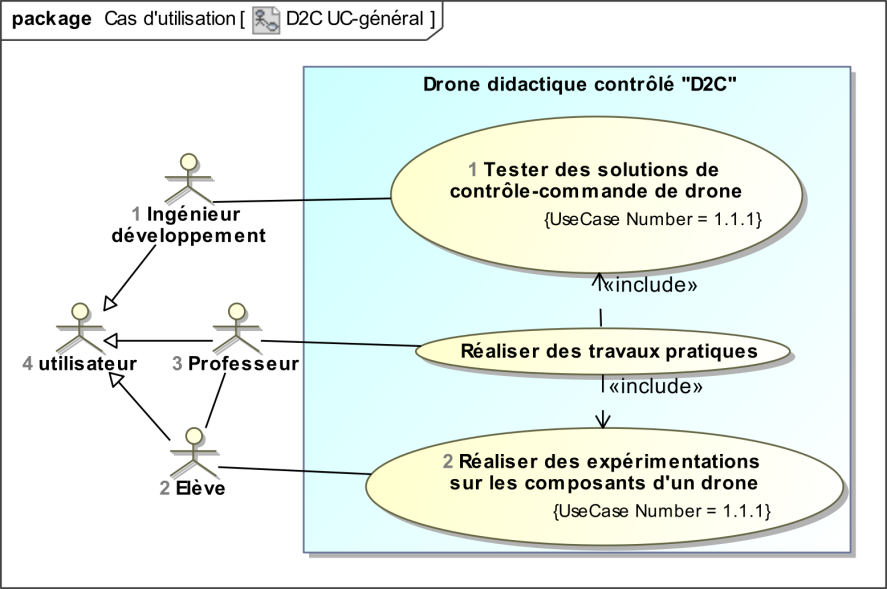 package Cas d'utilisation [ D2C UC-général ]
Drone didactique contrôlé "D2C"
1 Tester des solutions de
contrôle-commande de drone
{UseCase Number = 1.1.1}
1 Ingénieur
développement
«include»
4 utilisateur
3 Professeur
Réaliser des travaux pratiques
«include»
2 Elève
2 Réaliser des expérimentations
sur les composants d'un drone
{UseCase Number = 1.1.1}